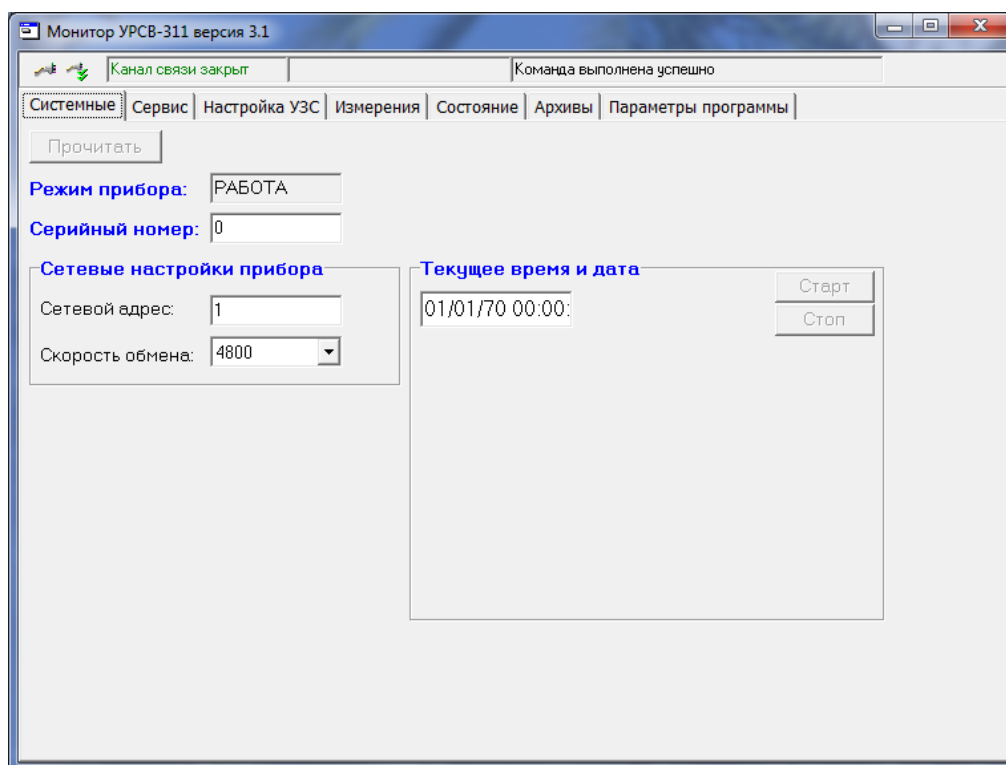 Монитор УРСВ-311 версия 3.1
Канал связи закрыт Команда выполнена успешно
Системные Сервис Настройка УЗС Измерения Состояние Архивы Параметры программы
Прочитать
Режим прибора: РАБОТА
Серийный номер: 0
Сетевые настройки прибора
Сетевой адрес: 1
Скорость обмена: 4800
Текущее время и дата
01/01/70 00:00:
Старт
Стоп